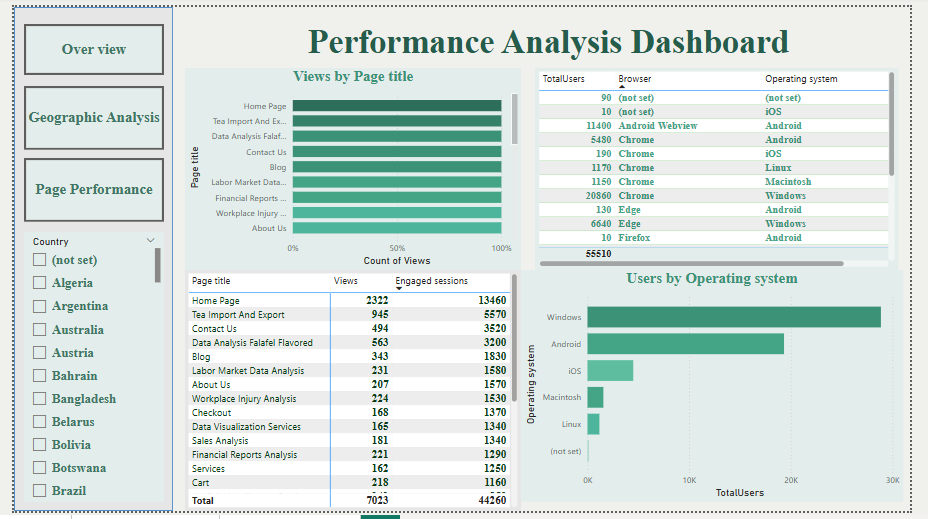 Performance Analysis Dashboard
Over view
Geographic Analysis
Page Performance
Country
(not set)
Algeria
Argentina
Australia
Austria
Bahrain
Bangladesh
Belarus
Bolivia
Botswana
Brazil
Views by Page title
Page title
Home Page
Tea Import And Ex...
Data Analysis Falaf...
Contact Us
Blog
Labor Market Data...
Financial Reports ...
Workplace Injury ...
About Us
0% 50% 100%
Count of Views
TotalUsers Browser Operating system
90 (not set) (not set)
10 (not set) iOS
11400 Android Webview Android
5480 Chrome Android
190 Chrome iOS
1170 Chrome Linux
1150 Chrome Macintosh
20860 Chrome Windows
130 Edge Android
6640 Edge Windows
10 Firefox Android
55510
Page title Views Engaged sessions
Home Page 2322 13460
Tea Import And Export 945 5570
Contact Us 494 3520
Data Analysis Falafel Flavored 563 3200
Blog 343 1830
Labor Market Data Analysis 231 1580
About Us 207 1570
Workplace Injury Analysis 224 1530
Checkout 168 1370
Data Visualization Services 165 1340
Sales Analysis 181 1340
Financial Reports Analysis 221 1290
Services 162 1250
Cart 218 1160
Total 7023 44260
Users by Operating system
Operating system
Windows
Android
iOS
Macintosh
Linux
(not set)
0K 10K 20K 30K
TotalUsers